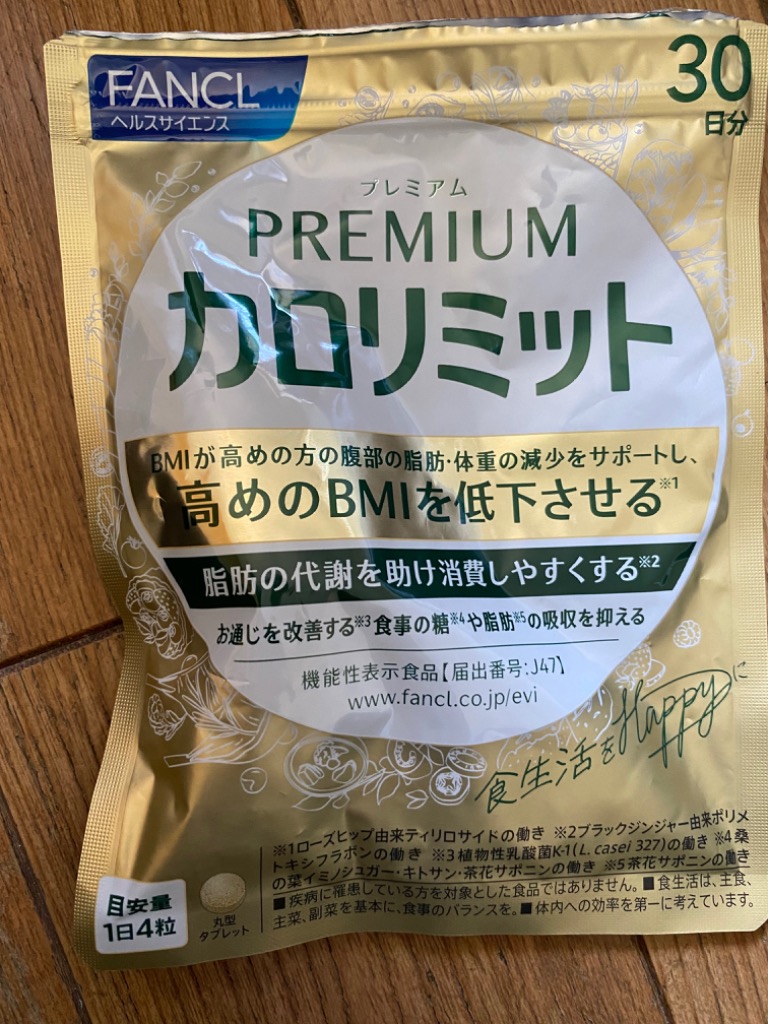 FANCL
ヘルスサイエンス
30
日分
プレミアム
PREMIUM
カロリミット
BMIが高めの方の腹部の脂肪・体重の減少をサポートし、
高めのBMIを低下させる※1
脂肪の代謝を助け消費しやすくする※2
お通じを改善する※3食事の糖※4や脂肪※5の吸収を抑える
機能性表示食品【届出番号:J47】
www.fancl.co.jp/evi
食生活をHappyに
※1ローズヒップ由来ティリロサイドの働き ※2ブラックジンジャー由来ポリメ
トキシフラボンの働き ※3植物性乳酸菌K-1(L. casei 327)の働き ※4桑
の葉イミノシュガー・キトサン・茶花サポニンの働き ※5茶花サポニンの働き
■疾病に罹患している方を対象とした食品ではありません。■食生活は、主食、
主菜、副菜を基本に、食事のバランスを。■体内への効率を第一に考えています。
目安量
1日4粒
丸型
タブレット